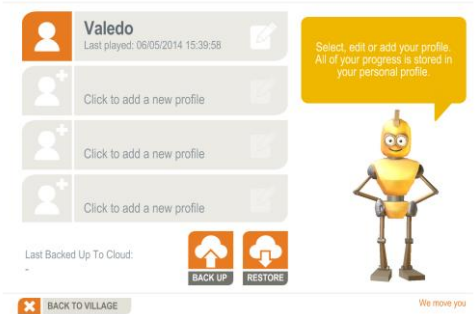 Valedo
Last played: 06/05/2014 15:39:58
Click to add a new profile
Click to add a new profile
Click to add a new profile
Select, edit or add your profile.
All of your progress is stored in
your personal profile.
Last Backed Up To Cloud:
-
BACK UP
RESTORE
BACK TO VILLAGE
We move you